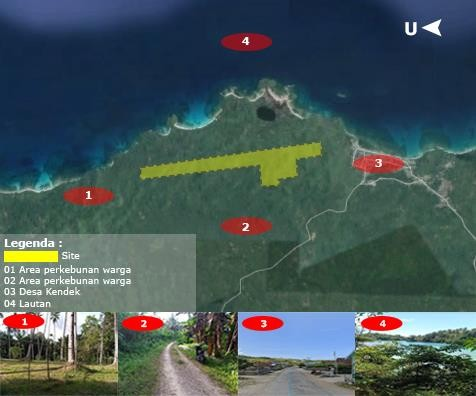 4
U
3
1
2
Legenda :
Site
01 Area perkebunan warga
02 Area perkebunan warga
03 Desa Kendek
04 Lautan
1
2
3
4